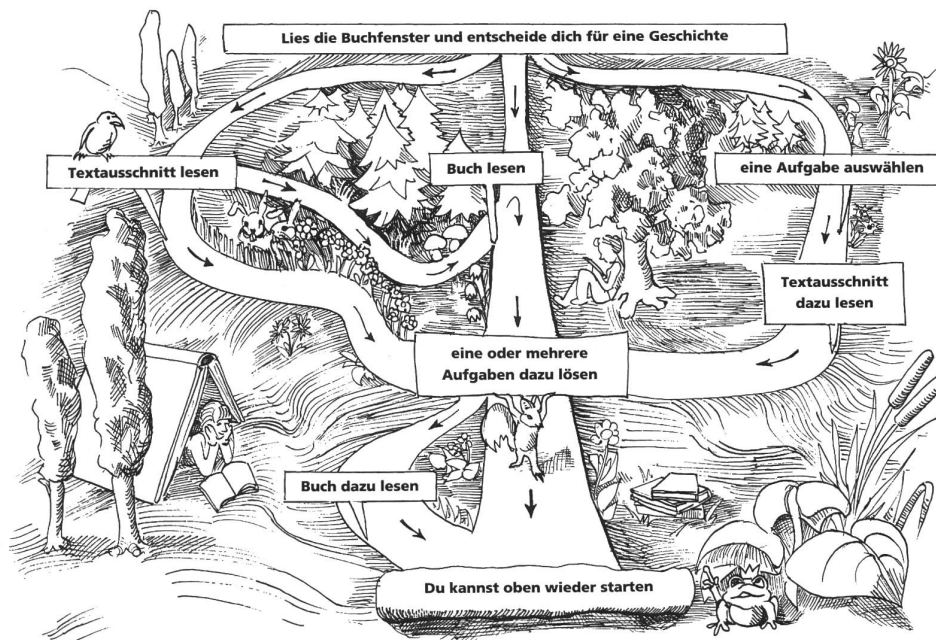 Lies die Buchfenster und entscheide dich für eine Geschichte
Textausschnitt lesen
Buch lesen
eine Aufgabe auswählen
Textausschnitt
dazu lesen
eine oder mehrere
Aufgaben dazu lösen
Buch dazu lesen
Du kannst oben wieder starten